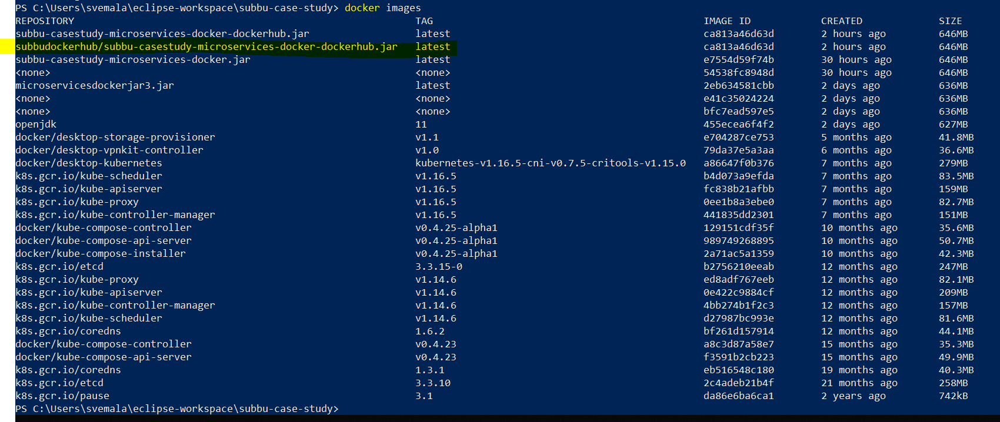 PS C:\Users\svemala\eclipse-workspace\subbu-case-study> docker images
REPOSITORY TAG IMAGE ID CREATED SIZE
subbu-casestudy-microservices-docker-dockerhub.jar latest ca813a46d63d 2 hours ago 646MB
subbudockerhub/subbu-casestudy-microservices-docker-dockerhub.jar latest ca813a46d63d 2 hours ago 646MB
subbu-casestudy-microservices-docker.jar latest e7554d59f74b 30 hours ago 646MB
<none> <none> 54538fc8948d 30 hours ago 646MB
microservicesdockerjar3.jar latest 2eb634581cbb 2 days ago 636MB
<none> <none> e41c35024224 2 days ago 636MB
<none> <none> bfc7ead597e5 2 days ago 636MB
openjdk 11 455ecea6f4f2 2 days ago 627MB
docker/desktop-storage-provisioner v1.1 e704287ce753 5 months ago 41.8MB
docker/desktop-vpnkit-controller v1.0 79da37e5a3aa 6 months ago 36.6MB
docker/desktop-kubernetes kubernetes-v1.16.5-cni-v0.7.5-critools-v1.15.0 a86647f0b376 7 months ago 279MB
k8s.gcr.io/kube-scheduler v1.16.5 b4d073a9efda 7 months ago 83.5MB
k8s.gcr.io/kube-apiserver v1.16.5 fc838b21afbb 7 months ago 159MB
k8s.gcr.io/kube-proxy v1.16.5 0ee1b8a3ebe0 7 months ago 82.7MB
k8s.gcr.io/kube-controller-manager v1.16.5 441835dd2301 7 months ago 151MB
docker/kube-compose-controller v0.4.25-alpha1 129151cdf35f 10 months ago 35.6MB
docker/kube-compose-api-server v0.4.25-alpha1 989749268895 10 months ago 50.7MB
docker/kube-compose-installer v0.4.25-alpha1 2a71ac5a1359 10 months ago 42.3MB
k8s.gcr.io/etcd 3.3.15-0 b2756210eeab 12 months ago 247MB
k8s.gcr.io/kube-proxy v1.14.6 ed8adf767eeb 12 months ago 82.1MB
k8s.gcr.io/kube-apiserver v1.14.6 0e422c9884cf 12 months ago 209MB
k8s.gcr.io/kube-controller-manager v1.14.6 4bb274b1f2c3 12 months ago 157MB
k8s.gcr.io/kube-scheduler v1.14.6 d27987bc993e 12 months ago 81.6MB
k8s.gcr.io/coredns 1.6.2 bf261d157914 12 months ago 44.1MB
docker/kube-compose-controller v0.4.23 a8c3d87a58e7 15 months ago 35.3MB
docker/kube-compose-api-server v0.4.23 f3591b2cb223 15 months ago 49.9MB
k8s.gcr.io/coredns 1.3.1 eb516548c180 19 months ago 40.3MB
k8s.gcr.io/etcd 3.3.10 2c4adeb21b4f 21 months ago 258MB
k8s.gcr.io/pause 3.1 da86e6ba6ca1 2 years ago 742kB
PS C:\Users\svemala\eclipse-workspace\subbu-case-study>